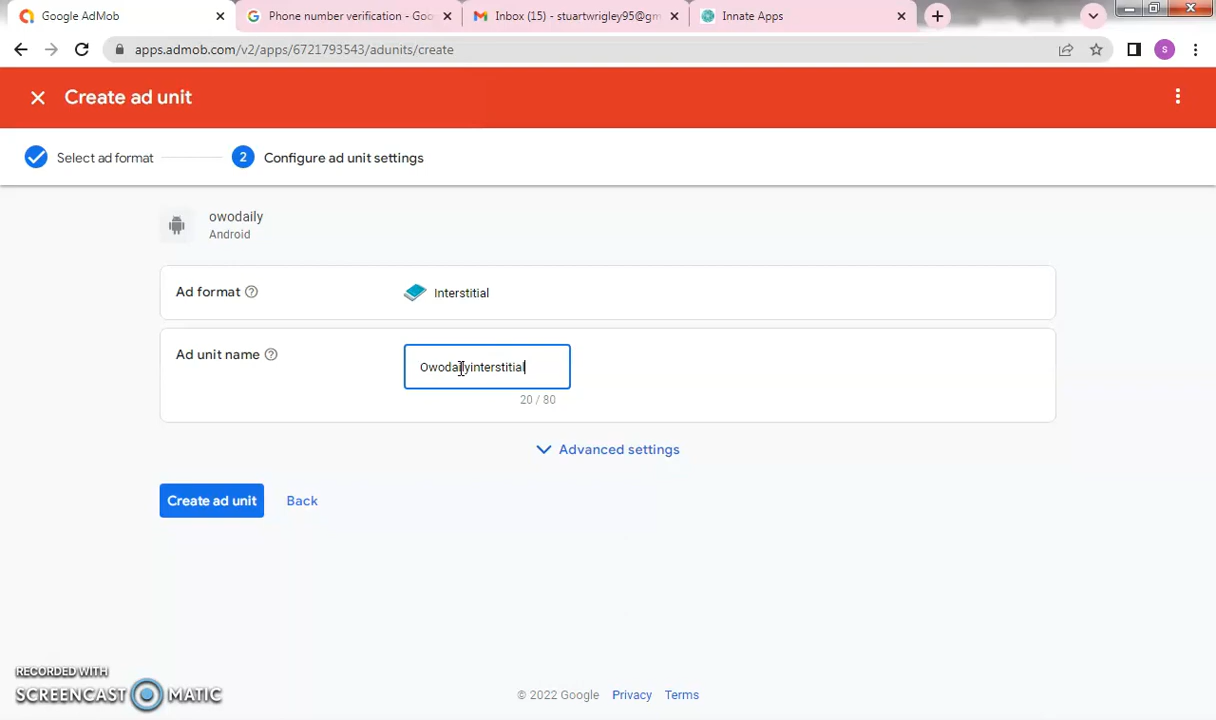 Google AdMob
Phone number verification - Goo
Inbox (15) - stuartwrigley95@gm
Innate Apps
apps.admob.com/v2/apps/6721793543/adunits/create
S
Create ad unit
Select ad format
2
Configure ad unit settings
owodaily
Android
Ad format
Interstitial
Ad unit name
Owodailyinterstitial
20 / 80
Advanced settings
Create ad unit
Back
RECORDED WITH
SCREENCAST MATIC
© 2022 Google Privacy Terms